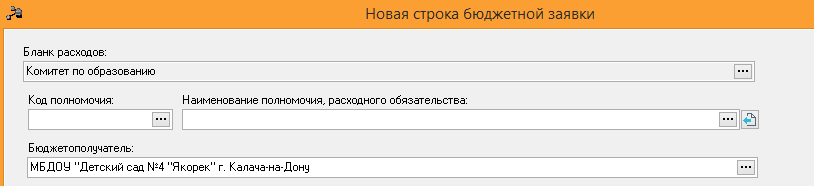 Новая строка бюджетной заявки
Бланк расходов:
Комитет по образованию
Код полномочия: Наименование полномочия, расходного обязательства:
Бюджетополучатель:
МБДОУ "Детский сад №4 "Якорек" г. Калача-на-Дону